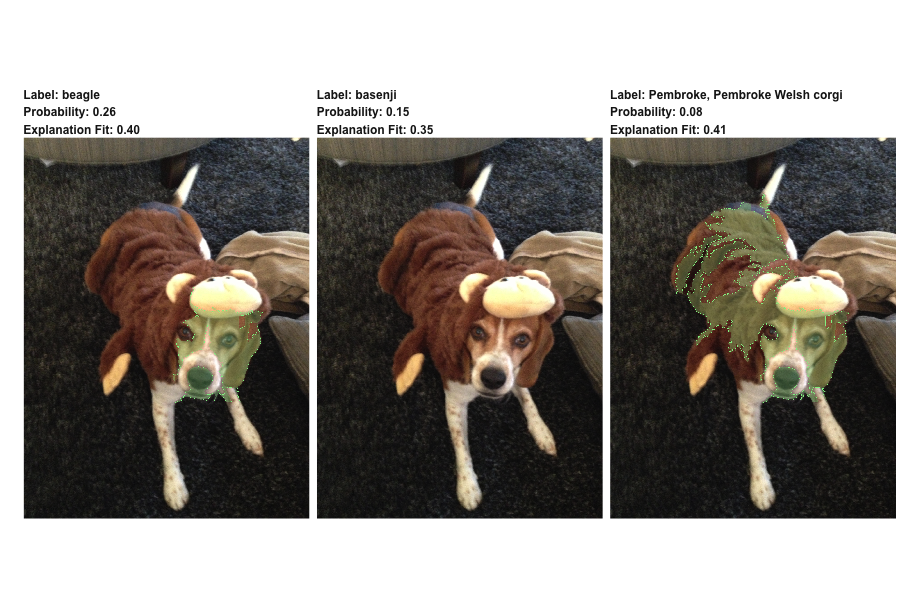 Label: beagle
Probability: 0.26
Explanation Fit: 0.40
Label: basenji
Probability: 0.15
Explanation Fit: 0.35
Label: Pembroke, Pembroke Welsh corgi
Probability: 0.08
Explanation Fit: 0.41